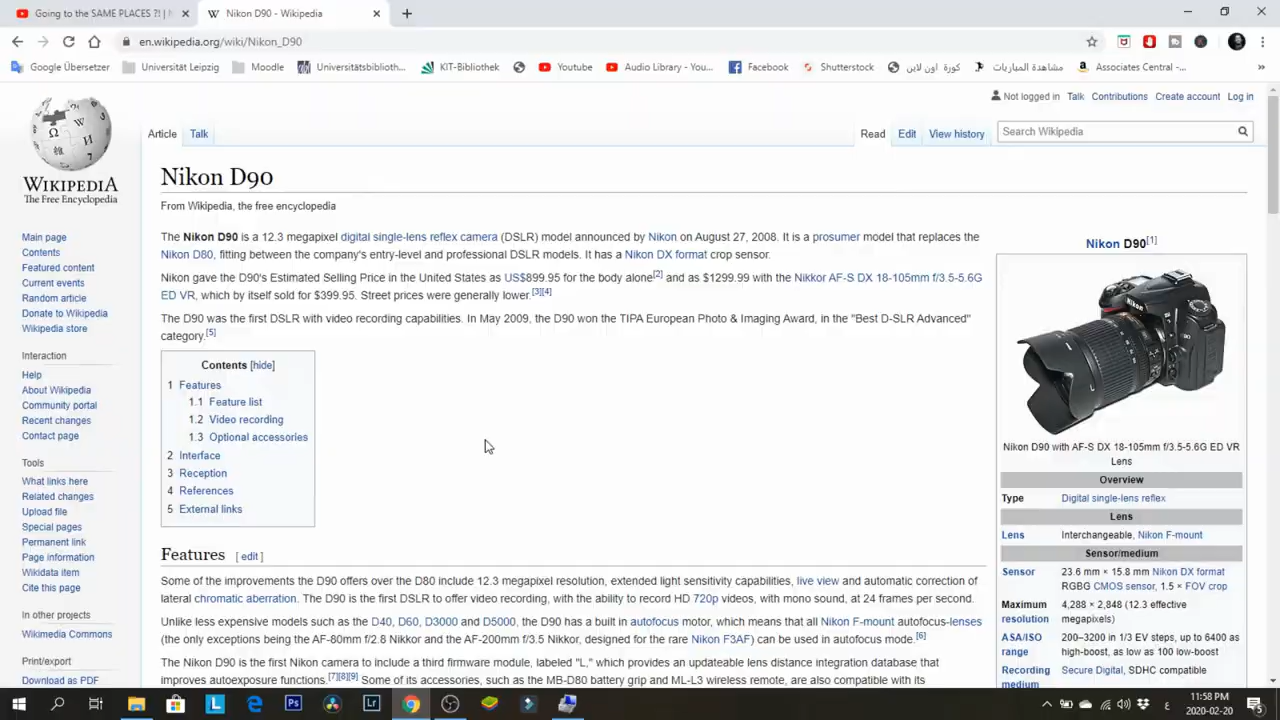 Going to the SAME PLACES ?! |
Nikon D90 - Wikipedia
en.wikipedia.org/wiki/Nikon_D90
Google Übersetzer
Universität Leipzig
Moodle
Universitätsbiblioth...
KIT-Bibliothek
كورة اون لاين
Youtube
Audio Library - You...
Facebook
Shutterstock
مشاهدة المباريات
Associates Central -...
Not logged in Talk Contributions Create account Log in
Article Talk
Read Edit View history
Search Wikipedia
WIKIPEDIA
The Free Encyclopedia
Main page
Contents
Featured content
Current events
Random article
Donate to Wikipedia
Wikipedia store
Interaction
Help
About Wikipedia
Community portal
Recent changes
Contact page
Tools
What links here
Related changes
Upload file
Special pages
Permanent link
Page information
Wikidata item
Cite this page
In other projects
Wikimedia Commons
Print/export
Download as PDF
Nikon D90
From Wikipedia, the free encyclopedia
The Nikon D90 is a 12.3 megapixel digital single-lens reflex camera (DSLR) model announced by Nikon on August 27, 2008. It is a prosumer model that replaces the
Nikon D80, fitting between the company's entry-level and professional DSLR models. It has a Nikon DX format crop sensor.
Nikon gave the D90's Estimated Selling Price in the United States as US$899.95 for the body alone[2] and as $1299.99 with the Nikkor AF-S DX 18-105mm f/3.5-5.6G
ED VR, which by itself sold for $399.95. Street prices were generally lower.[3][4]
The D90 was the first DSLR with video recording capabilities. In May 2009, the D90 won the TIPA European Photo & Imaging Award, in the "Best D-SLR Advanced"
category.[5]
Contents [hide]
1 Features
1.1 Feature list
1.2 Video recording
1.3 Optional accessories
2 Interface
3 Reception
4 References
5 External links
Features [ edit ]
Some of the improvements the D90 offers over the D80 include 12.3 megapixel resolution, extended light sensitivity capabilities, live view and automatic correction of
lateral chromatic aberration. The D90 is the first DSLR to offer video recording, with the ability to record HD 720p videos, with mono sound, at 24 frames per second.
Unlike less expensive models such as the D40, D60, D3000 and D5000, the D90 has a built in autofocus motor, which means that all Nikon F-mount autofocus-lenses
(the only exceptions being the AF-80mm f/2.8 Nikkor and the AF-200mm f/3.5 Nikkor, designed for the rare Nikon F3AF) can be used in autofocus mode.[6]
The Nikon D90 is the first Nikon camera to include a third firmware module, labeled "L," which provides an updateable lens distance integration database that
improves autoexposure functions.[7][8][9] Some of its accessories, such as the MB-D80 battery grip and ML-L3 wireless remote, are also compatible with its
Nikon D90[1]
Nikon
Nikon D90 with AF-S DX 18-105mm f/3.5-5.6G ED VR
Lens
Overview
Type Digital single-lens reflex
Lens
Lens Interchangeable, Nikon F-mount
Sensor/medium
Sensor 23.6 mm × 15.8 mm Nikon DX format
RGBG CMOS sensor, 1.5 × FOV crop
Maximum 4,288 × 2,848 (12.3 effective
resolution megapixels)
ASA/ISO 200–3200 in 1/3 EV steps, up to 6400 as
range high-boost, as low as 100 low-boost
Recording Secure Digital, SDHC compatible
medium
L
Ps
Lr
ع
11:58 PM
2020-02-20
5